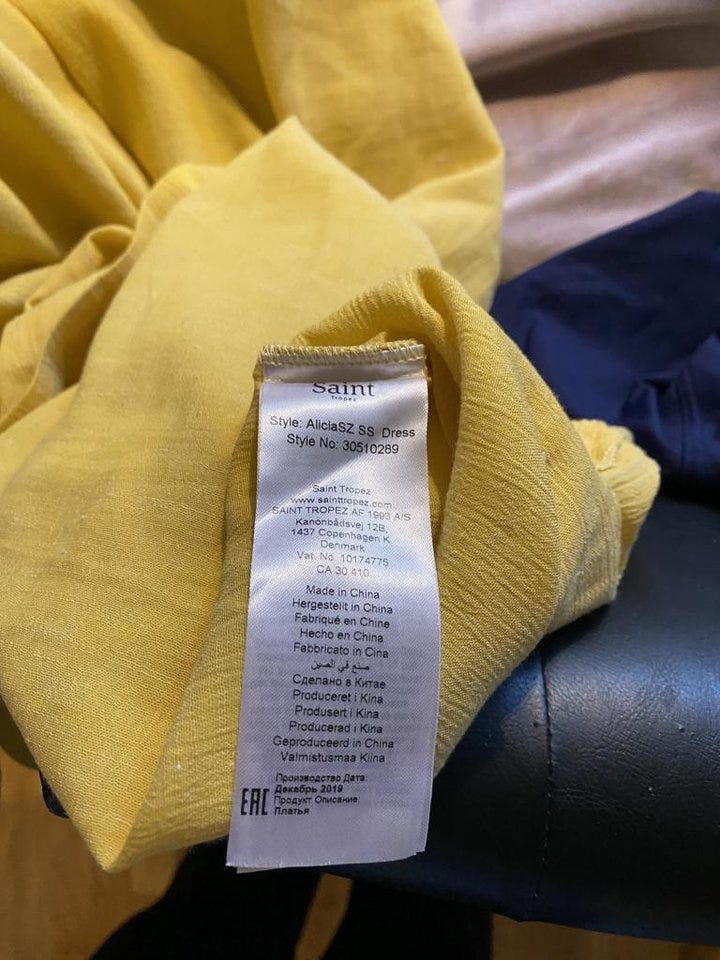 Saint
Tropez
Style: AliciaSZ SS Dress
Style No: 30510289
Saint Tropez
www.sainttropez.com
SAINT TROPEZ AF 1993 A/S
Kanonbådsvej 12B,
1437 Copenhagen K
Denmark
Vat. No. 10174775
CA 30 410
Made in China
Hergestellt in China
Fabriqué en Chine
Hecho en China
Fabbricato in Cina
صنع في الصين
Сделано в Китае
Produceret i Kina
Produsert i Kina
Producerad i Kina
Geproduceerd in China
Valmistusmaa Kiina
Производство Дата:
Декабрь 2019
EAC Продукт Описание:
Платья